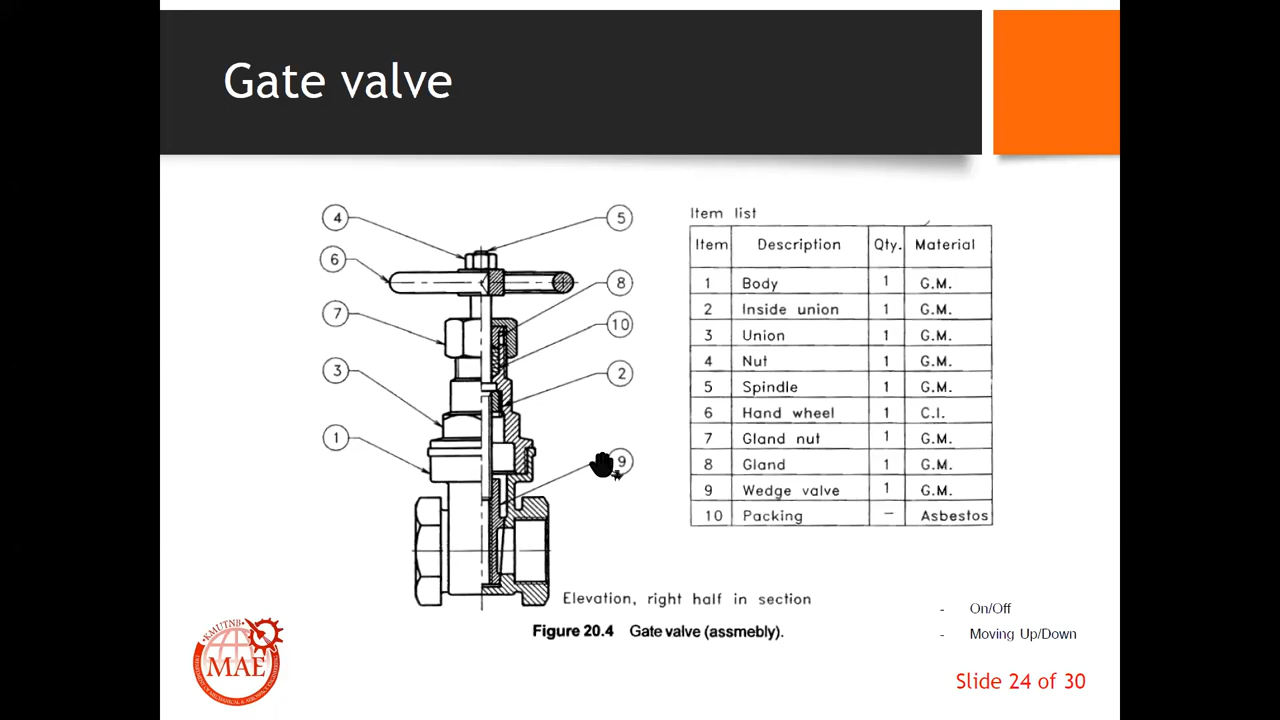 Gate valve
4
5
6
8
7
10
3
2
1
9
Item list
Item Description Qty. Material
1 Body 1 G.M.
2 Inside union 1 G.M.
3 Union 1 G.M.
4 Nut 1 G.M.
5 Spindle 1 G.M.
6 Hand wheel 1 C.I.
7 Gland nut 1 G.M.
8 Gland 1 G.M.
9 Wedge valve 1 G.M.
10 Packing – Asbestos
Elevation, right half in section
Figure 20.4 Gate valve (assmebly).
- On/Off
- Moving Up/Down
KMUTNB
MAE
Slide 24 of 30